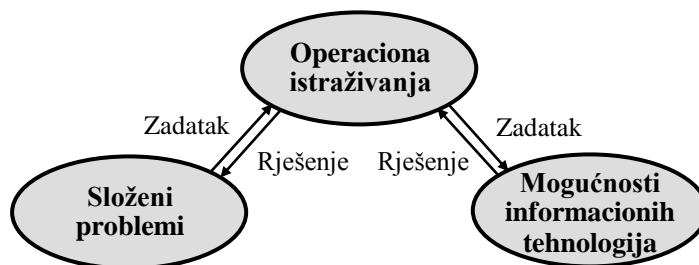 Operaciona
istraživanja
Zadatak
Zadatak
Rješenje
Rješenje
Složeni
problemi
Mogućnosti
informacionih
tehnologija